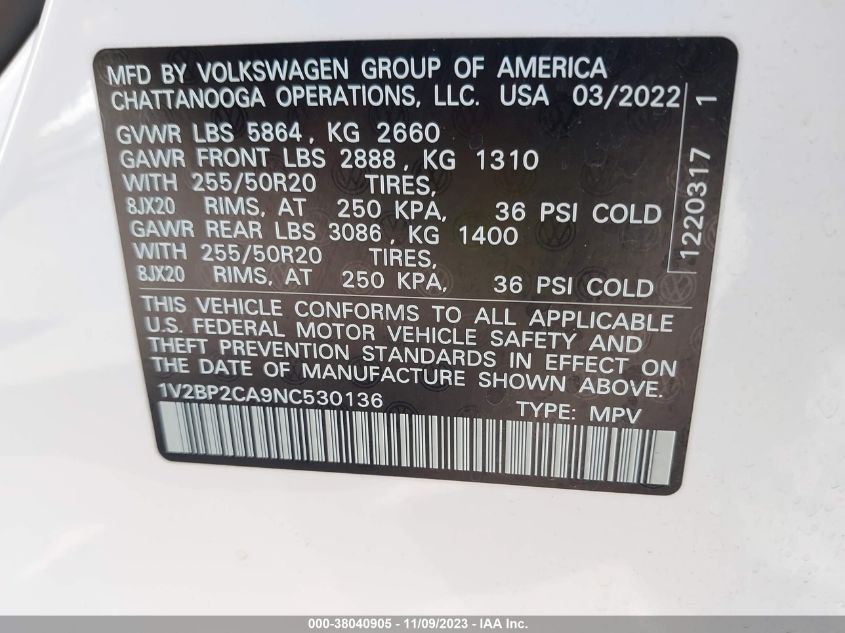 MFD BY VOLKSWAGEN GROUP OF AMERICA
CHATTANOOGA OPERATIONS, LLC. USA 03/2022
GVWR LBS 5864, KG 2660
GAWR FRONT LBS 2888, KG 1310
WITH 255/50R20 TIRES,
8JX20 RIMS, AT 250 KPA, 36 PSI COLD
GAWR REAR LBS 3086, KG 1400
WITH 255/50R20 TIRES,
8JX20 RIMS, AT 250 KPA, 36 PSI COLD
THIS VEHICLE CONFORMS TO ALL APPLICABLE
U.S. FEDERAL MOTOR VEHICLE SAFETY AND
THEFT PREVENTION STANDARDS IN EFFECT ON
THE DATE OF MANUFACTURE SHOWN ABOVE.
1V2BP2CA9NC530136 TYPE: MPV
1220317 1
000-38040905 - 11/09/2023 - IAAI.com